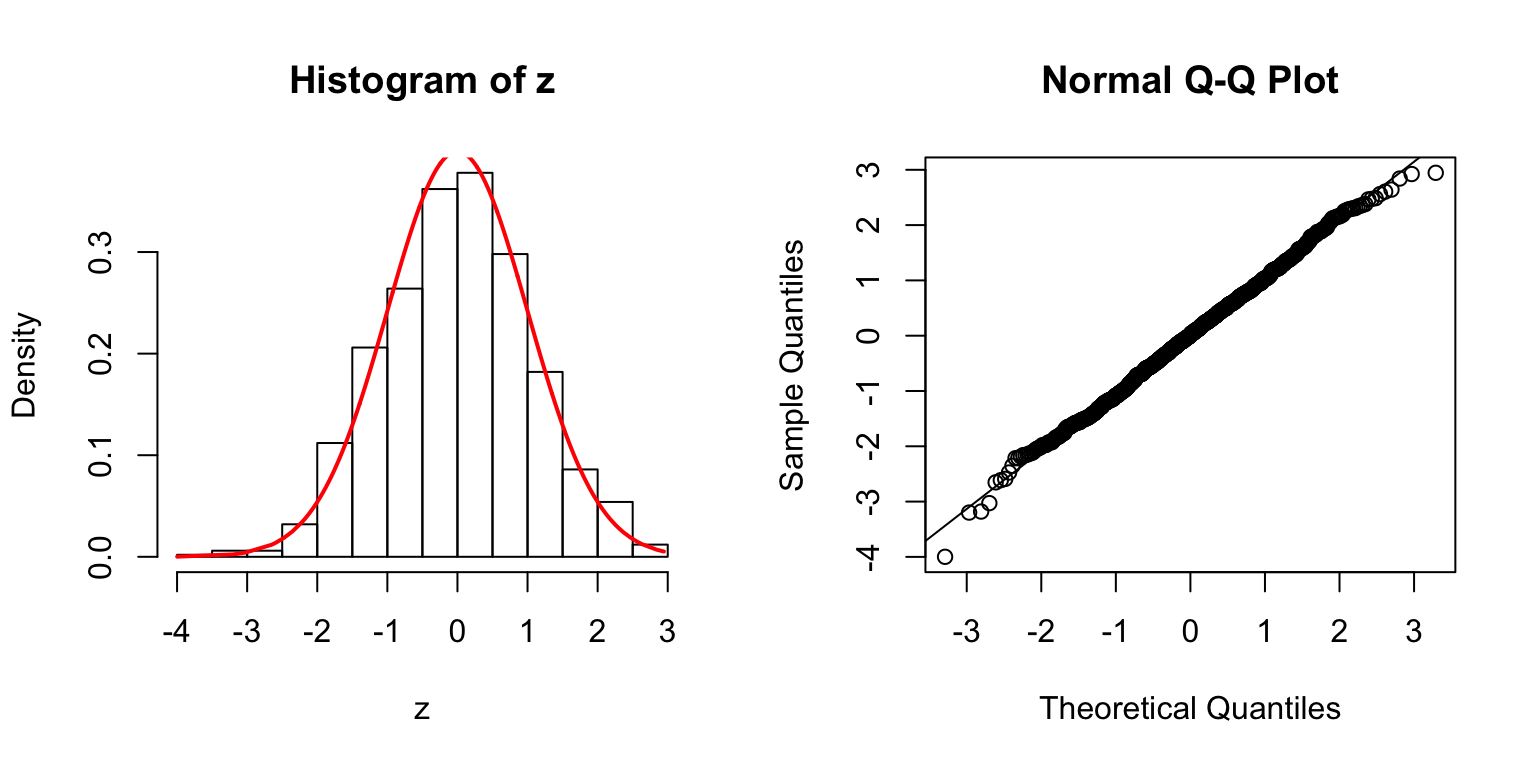 Histogram of z
Density
0.0 0.1 0.2 0.3
-4 -3 -2 -1 0 1 2 3
z
Normal Q-Q Plot
Sample Quantiles
-4 -3 -2 -1 0 1 2 3
-3 -2 -1 0 1 2 3
Theoretical Quantiles